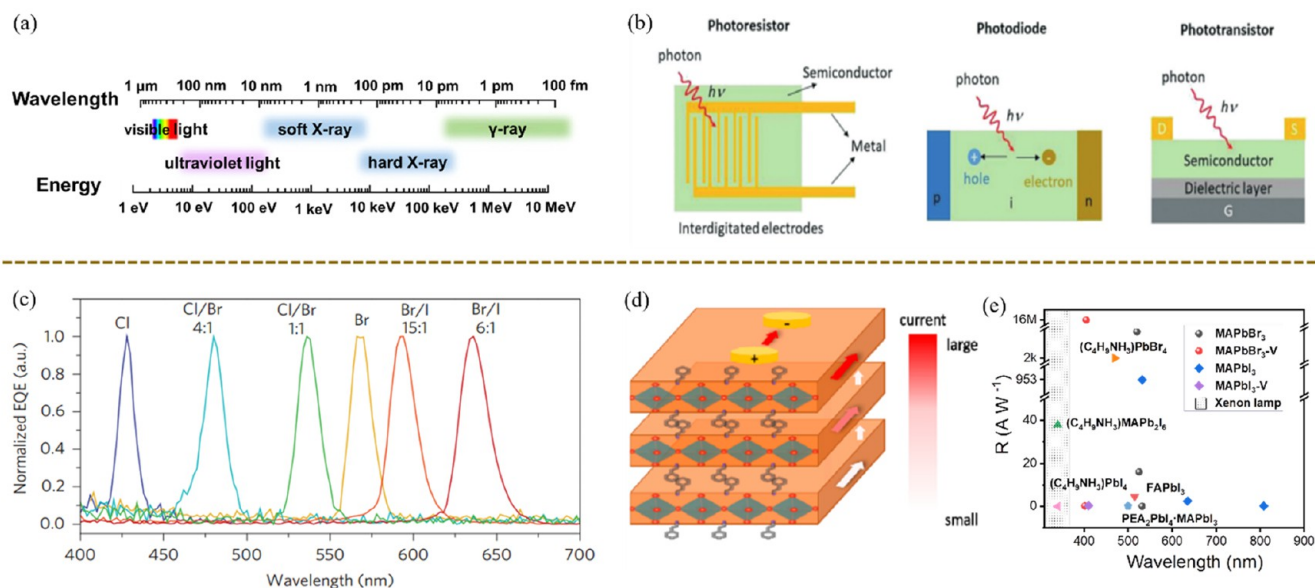 (a)
1 μm 100 nm 10 nm 1 nm 100 pm 10 pm 1 pm 100 fm
Wavelength
visible light soft X-ray γ-ray
ultraviolet light hard X-ray
Energy
1 eV 10 eV 100 eV 1 keV 10 keV 100 keV 1 MeV 10 MeV
(b)
Photoresistor
photon
hν
Semiconductor
Metal
Interdigitated electrodes
Photodiode
photon
hν
+ -
hole electron
p i n
Phototransistor
photon
hν
D S
Semiconductor
Dielectric layer
G
(c)
Cl
Cl/Br
4:1
Cl/Br
1:1
Br
Br/I
15:1
Br/I
6:1
Normalized EQE (a.u.)
1.0
0.8
0.6
0.4
0.2
0.0
400 450 500 550 600 650 700
Wavelength (nm)
(d)
-
+
current
large
small
(e)
R (A W⁻¹)
16M
2k
953
40
20
0
(C₄H₉NH₃)PbBr₄
MAPbBr₃
MAPbBr₃-V
MAPbI₃
MAPbI₃-V
Xenon lamp
(C₄H₉NH₃)MAPb₂I₆
(C₄H₉NH₃)PbI₄
FAPbI₃
PEA₂PbI₄·MAPbI₃
400 500 600 700 800 900
Wavelength (nm)